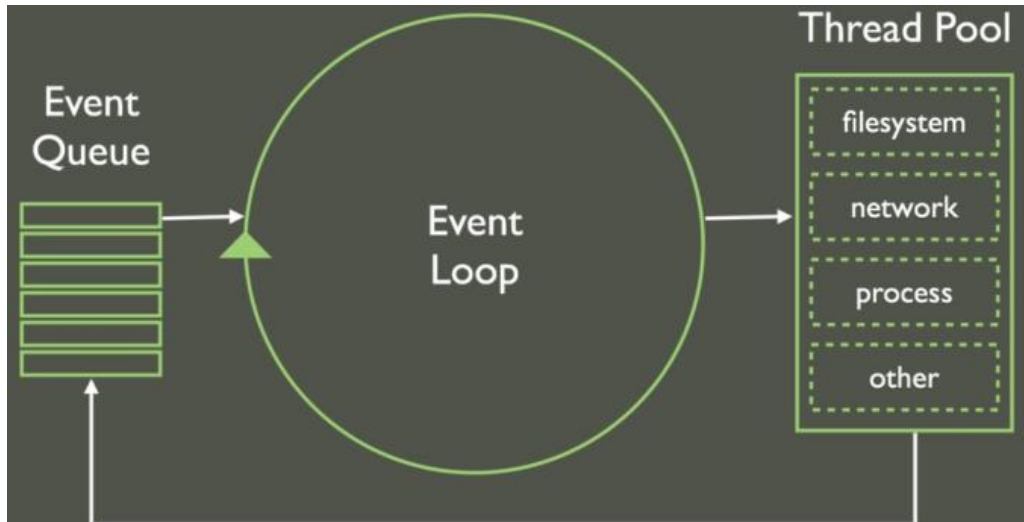 Thread Pool
Event
Queue
Event
Loop
filesystem
network
process
other